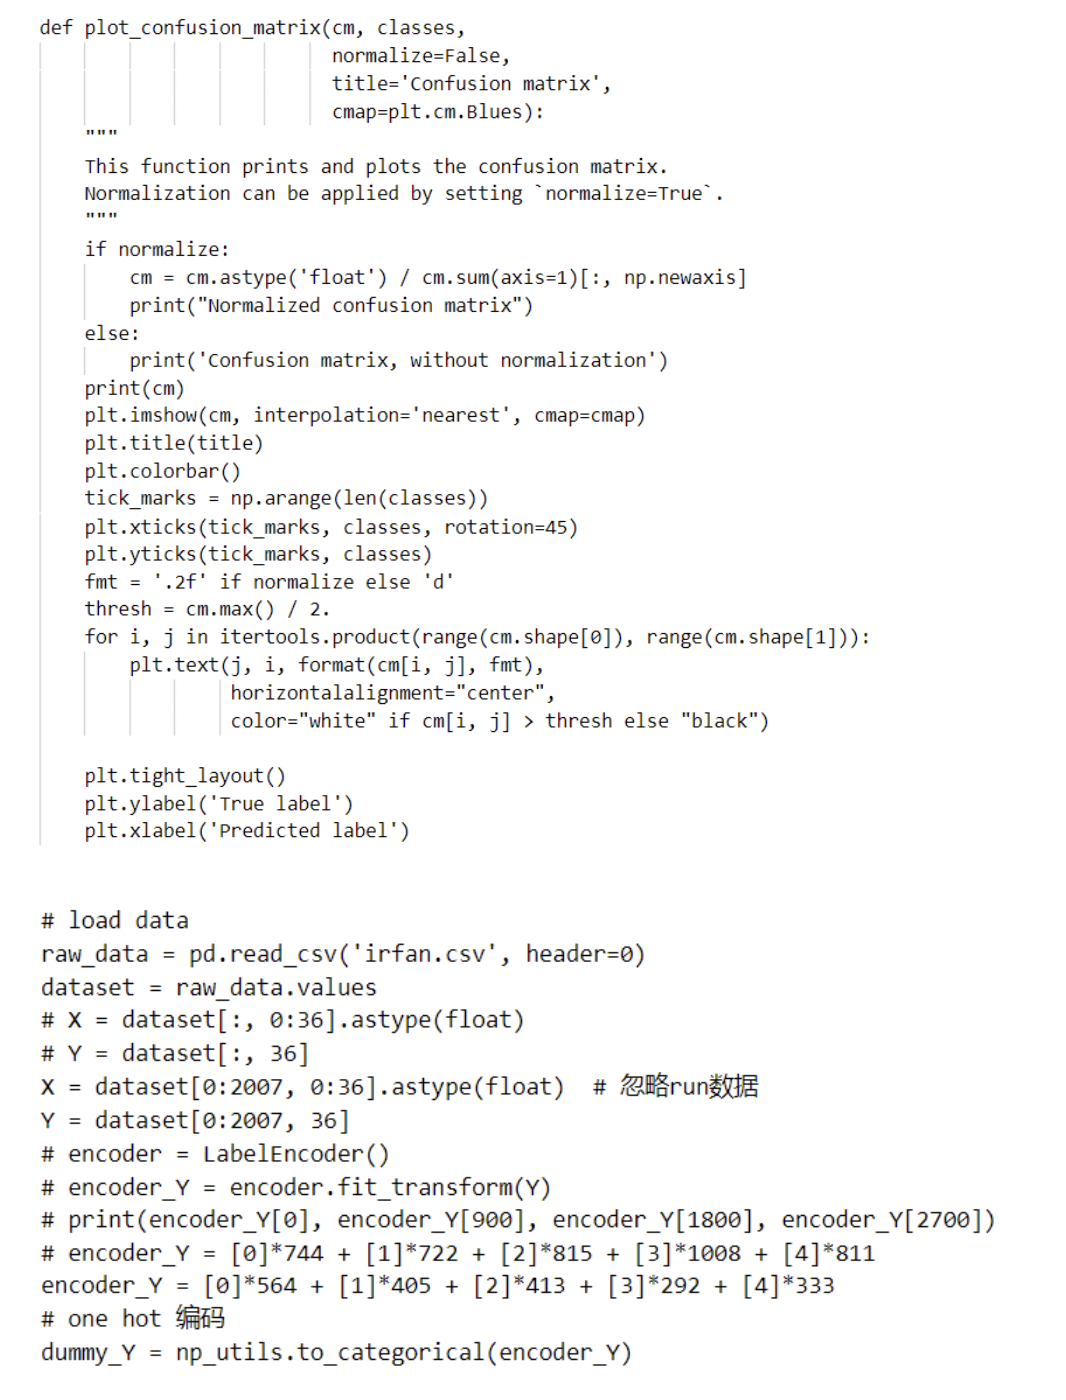 def plot_confusion_matrix(cm, classes,
                          normalize=False,
                          title='Confusion matrix',
                          cmap=plt.cm.Blues):
    """
    This function prints and plots the confusion matrix.
    Normalization can be applied by setting `normalize=True`.
    """
    if normalize:
        cm = cm.astype('float') / cm.sum(axis=1)[:, np.newaxis]
        print("Normalized confusion matrix")
    else:
        print('Confusion matrix, without normalization')
    print(cm)
    plt.imshow(cm, interpolation='nearest', cmap=cmap)
    plt.title(title)
    plt.colorbar()
    tick_marks = np.arange(len(classes))
    plt.xticks(tick_marks, classes, rotation=45)
    plt.yticks(tick_marks, classes)
    fmt = '.2f' if normalize else 'd'
    thresh = cm.max() / 2.
    for i, j in itertools.product(range(cm.shape[0]), range(cm.shape[1])):
        plt.text(j, i, format(cm[i, j], fmt),
                 horizontalalignment="center",
                 color="white" if cm[i, j] > thresh else "black")
    plt.tight_layout()
    plt.ylabel('True label')
    plt.xlabel('Predicted label')
# load data
raw_data = pd.read_csv('irfan.csv', header=0)
dataset = raw_data.values
# X = dataset[:, 0:36].astype(float)
# Y = dataset[:, 36]
X = dataset[0:2007, 0:36].astype(float)  # 忽略run数据
Y = dataset[0:2007, 36]
# encoder = LabelEncoder()
# encoder_Y = encoder.fit_transform(Y)
# print(encoder_Y[0], encoder_Y[900], encoder_Y[1800], encoder_Y[2700])
# encoder_Y = [0]*744 + [1]*722 + [2]*815 + [3]*1008 + [4]*811
encoder_Y = [0]*564 + [1]*405 + [2]*413 + [3]*292 + [4]*333
# one hot 编码
dummy_Y = np_utils.to_categorical(encoder_Y)